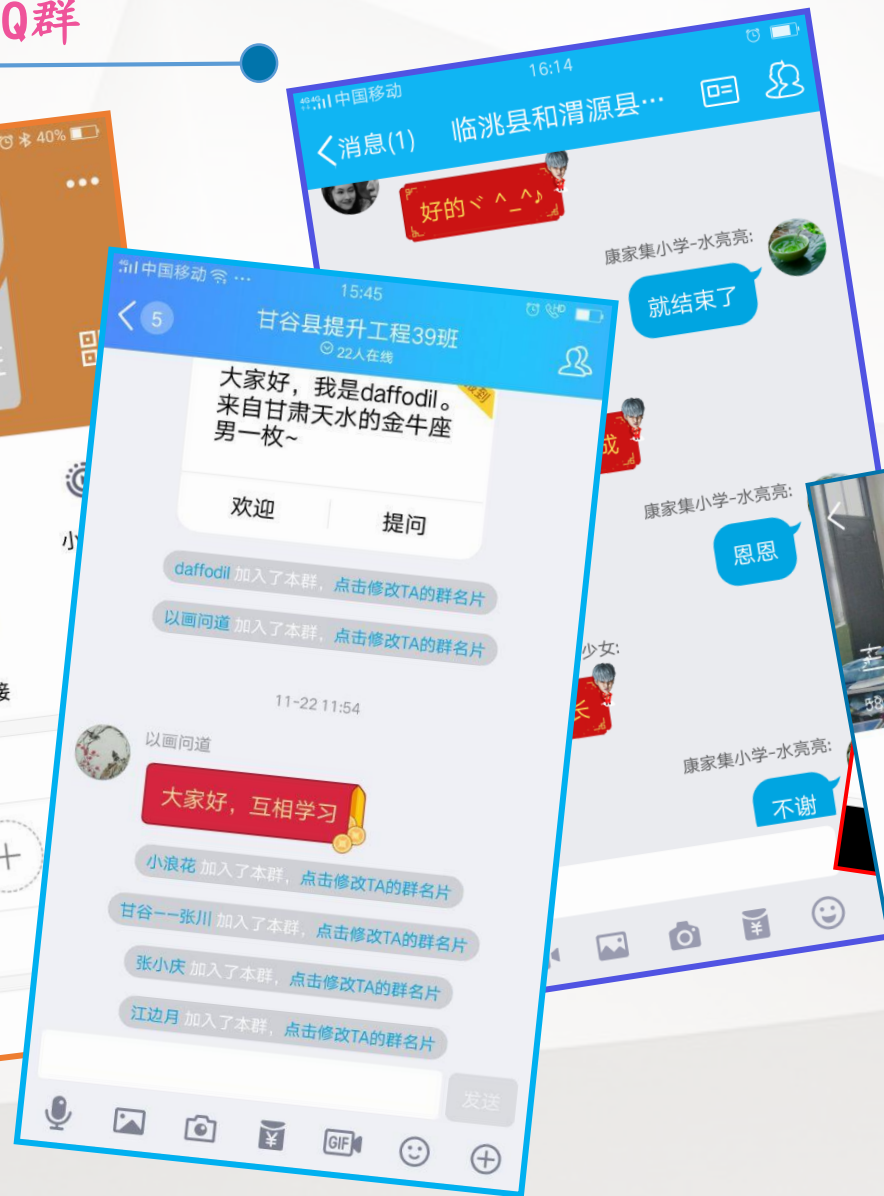 Q群
40%
小
接
中国移动
16:14
消息(1)
临洮县和渭源县…
好的ヾ ^_^♪
康家集小学-水亮亮:
就结束了
成
康家集小学-水亮亮:
恩恩
少女:
长
康家集小学-水亮亮:
不谢
58
中国移动 …
15:45
5
甘谷县提升工程39班
22人在线
大家好，我是daffodil。
来自甘肃天水的金牛座
男一枚~
欢迎
提问
daffodil 加入了本群，点击修改TA的群名片
以画问道 加入了本群，点击修改TA的群名片
11-22 11:54
以画问道
大家好，互相学习
小浪花 加入了本群，点击修改TA的群名片
甘谷——张川 加入了本群，点击修改TA的群名片
张小庆 加入了本群，点击修改TA的群名片
江边月 加入了本群，点击修改TA的群名片
发送
GIF